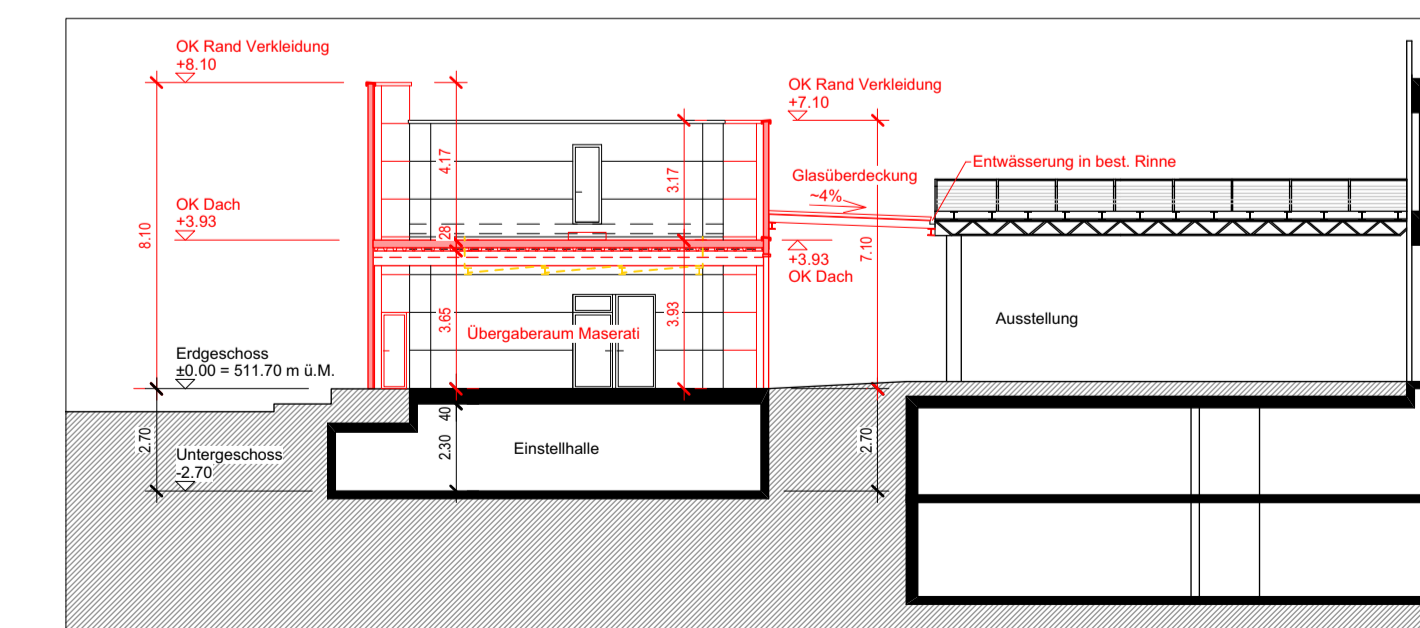 OK Rand Verkleidung
+8.10
OK Rand Verkleidung
+7.10
Entwässerung in best. Rinne
Glasüberdeckung
~4%
4.17
3.17
OK Dach
+3.93
8.10
28
7.10
+3.93
OK Dach
3.65
3.93
Übergaberaum Maserati
Ausstellung
Erdgeschoss
±0.00 = 511.70 m ü.M.
40
2.70
2.30
Einstellhalle
2.70
Untergeschoss
-2.70